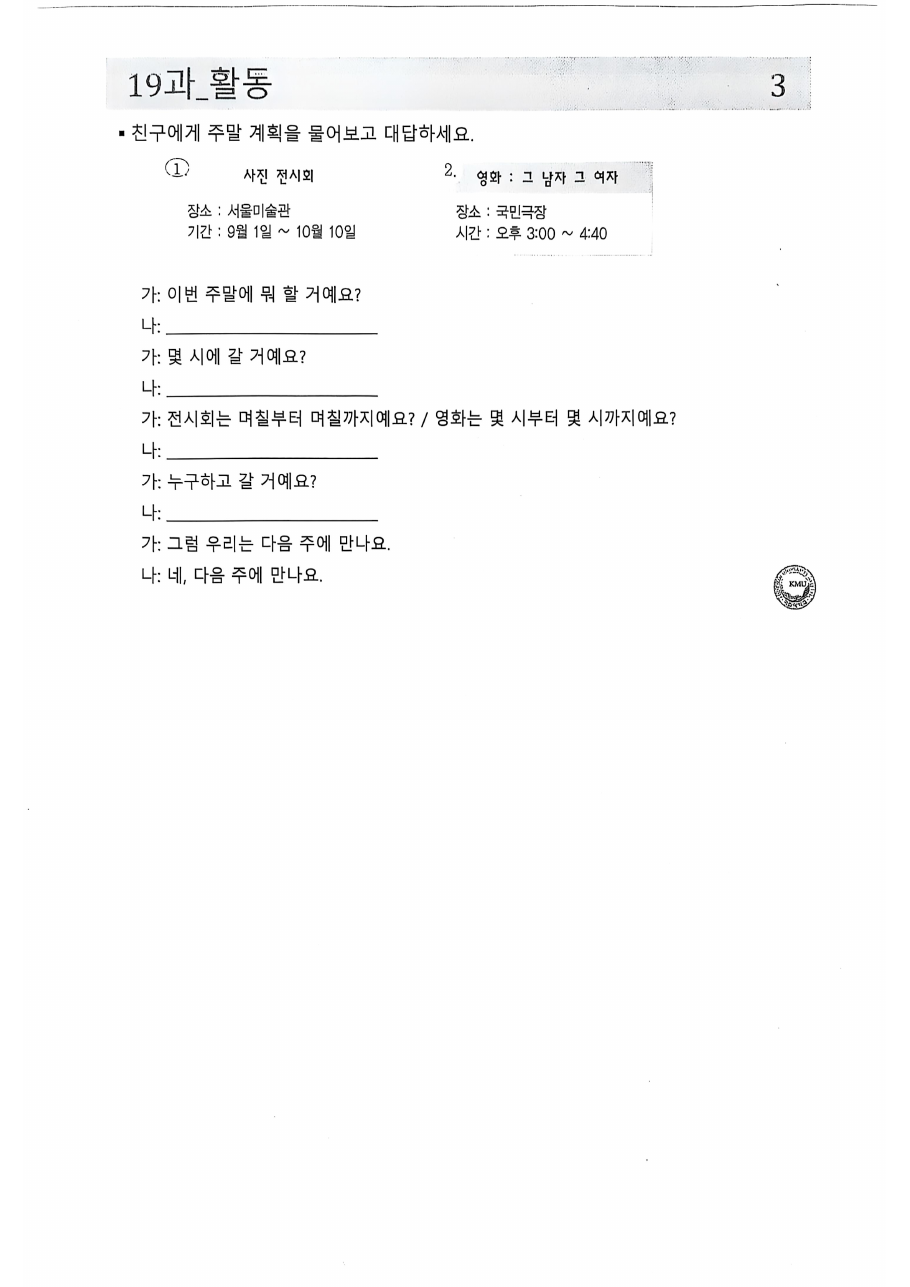 19과_활동 3
▪ 친구에게 주말 계획을 물어보고 대답하세요.
①
사진 전시회
장소 : 서울미술관
기간 : 9월 1일 ~ 10월 10일
2.
영화 : 그 남자 그 여자
장소 : 국민극장
시간 : 오후 3:00 ~ 4:40
가: 이번 주말에 뭐 할 거예요?
나: ____________________
가: 몇 시에 갈 거예요?
나: ____________________
가: 전시회는 며칠부터 며칠까지예요? / 영화는 몇 시부터 몇 시까지예요?
나: ____________________
가: 누구하고 갈 거예요?
나: ____________________
가: 그럼 우리는 다음 주에 만나요.
나: 네, 다음 주에 만나요.
KMU